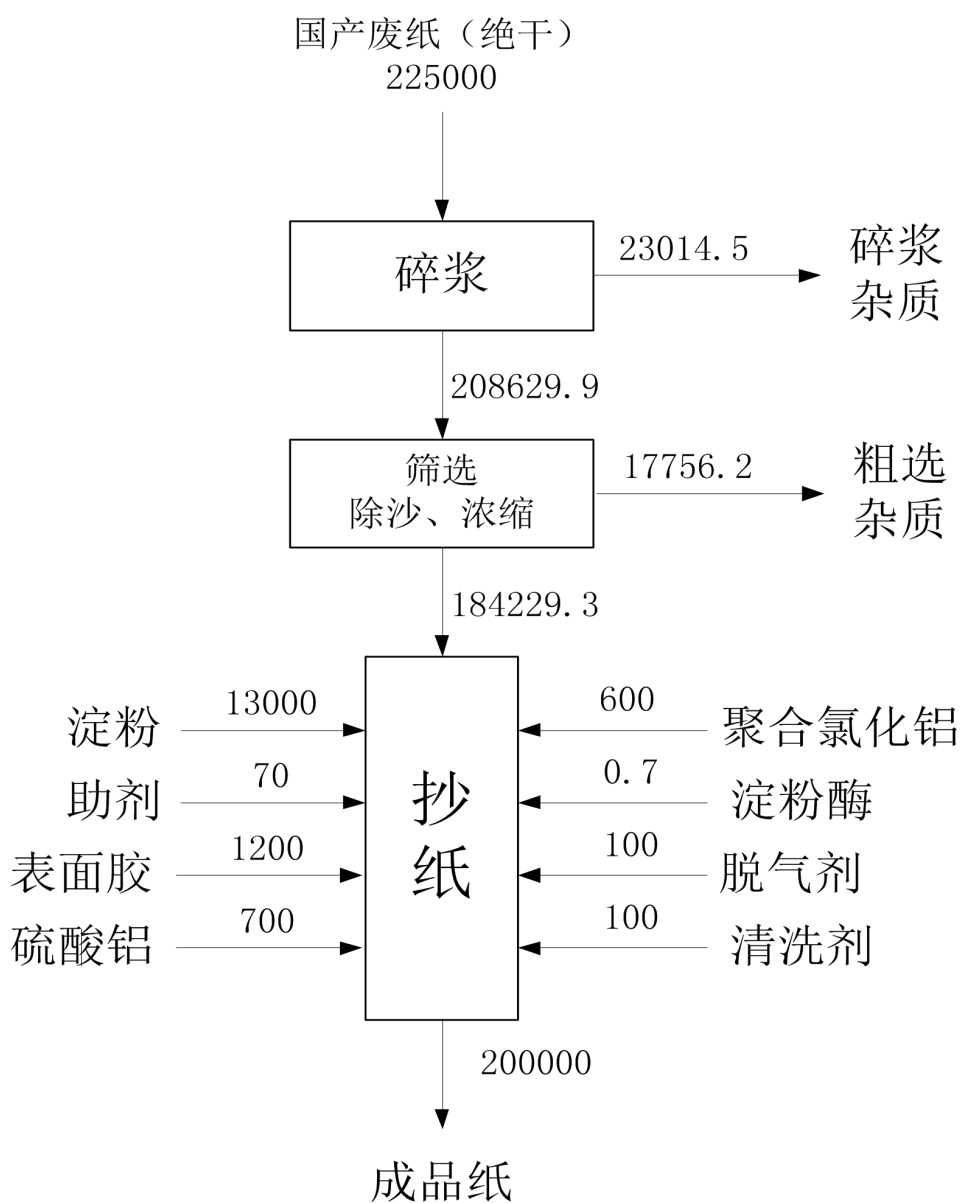 国产废纸（绝干）
225000
碎浆
23014.5
碎浆
杂质
208629.9
筛选
除沙、浓缩
17756.2
粗选
杂质
184229.3
淀粉
13000
600
聚合氯化铝
助剂
70
0.7
淀粉酶
抄
纸
表面胶
1200
100
脱气剂
硫酸铝
700
100
清洗剂
200000
成品纸